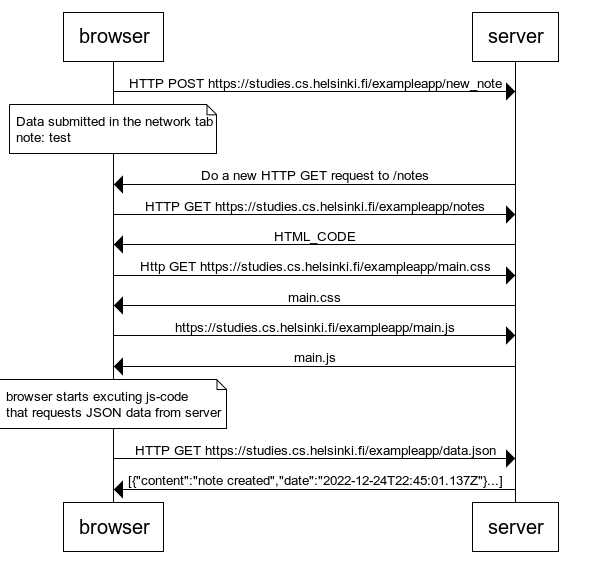 browser server
HTTP POST https://studies.cs.helsinki.fi/exampleapp/new_note
Data submitted in the network tab
note: test
Do a new HTTP GET request to /notes
HTTP GET https://studies.cs.helsinki.fi/exampleapp/notes
HTML_CODE
Http GET https://studies.cs.helsinki.fi/exampleapp/main.css
main.css
https://studies.cs.helsinki.fi/exampleapp/main.js
main.js
browser starts excuting js-code
that requests JSON data from server
HTTP GET https://studies.cs.helsinki.fi/exampleapp/data.json
[{"content":"note created","date":"2022-12-24T22:45:01.137Z"}...]
browser server